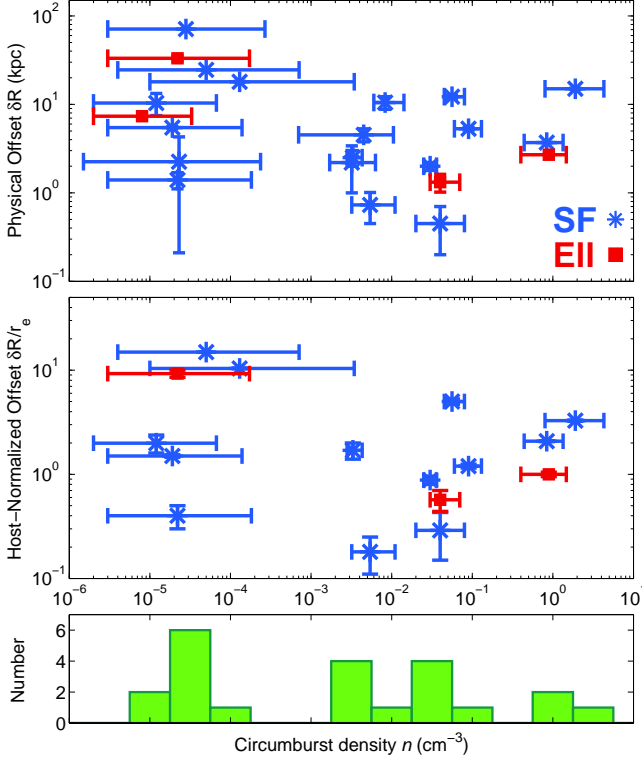 Physical Offset δR (kpc)
10²
10¹
10⁰
10⁻¹
SF
Ell
Host–Normalized Offset δR/rₑ
10¹
10⁰
10⁻¹
10⁻⁶ 10⁻⁵ 10⁻⁴ 10⁻³ 10⁻² 10⁻¹ 10⁰ 10¹
Number
6
4
2
0
Circumburst density n (cm⁻³)